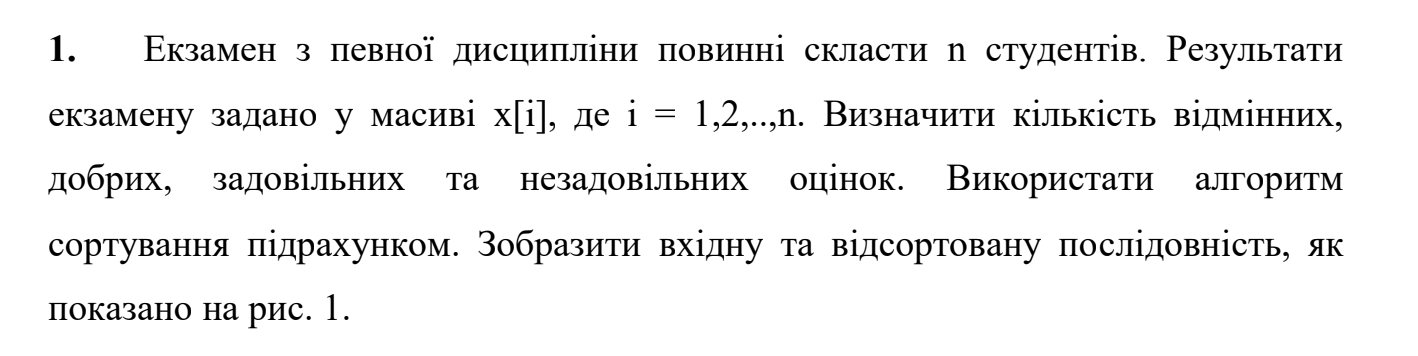 1. Екзамен з певної дисципліни повинні скласти n студентів. Результати
екзамену задано у масиві x[i], де i = 1,2,..,n. Визначити кількість відмінних,
добрих, задовільних та незадовільних оцінок. Використати алгоритм
сортування підрахунком. Зобразити вхідну та відсортовану послідовність, як
показано на рис. 1.